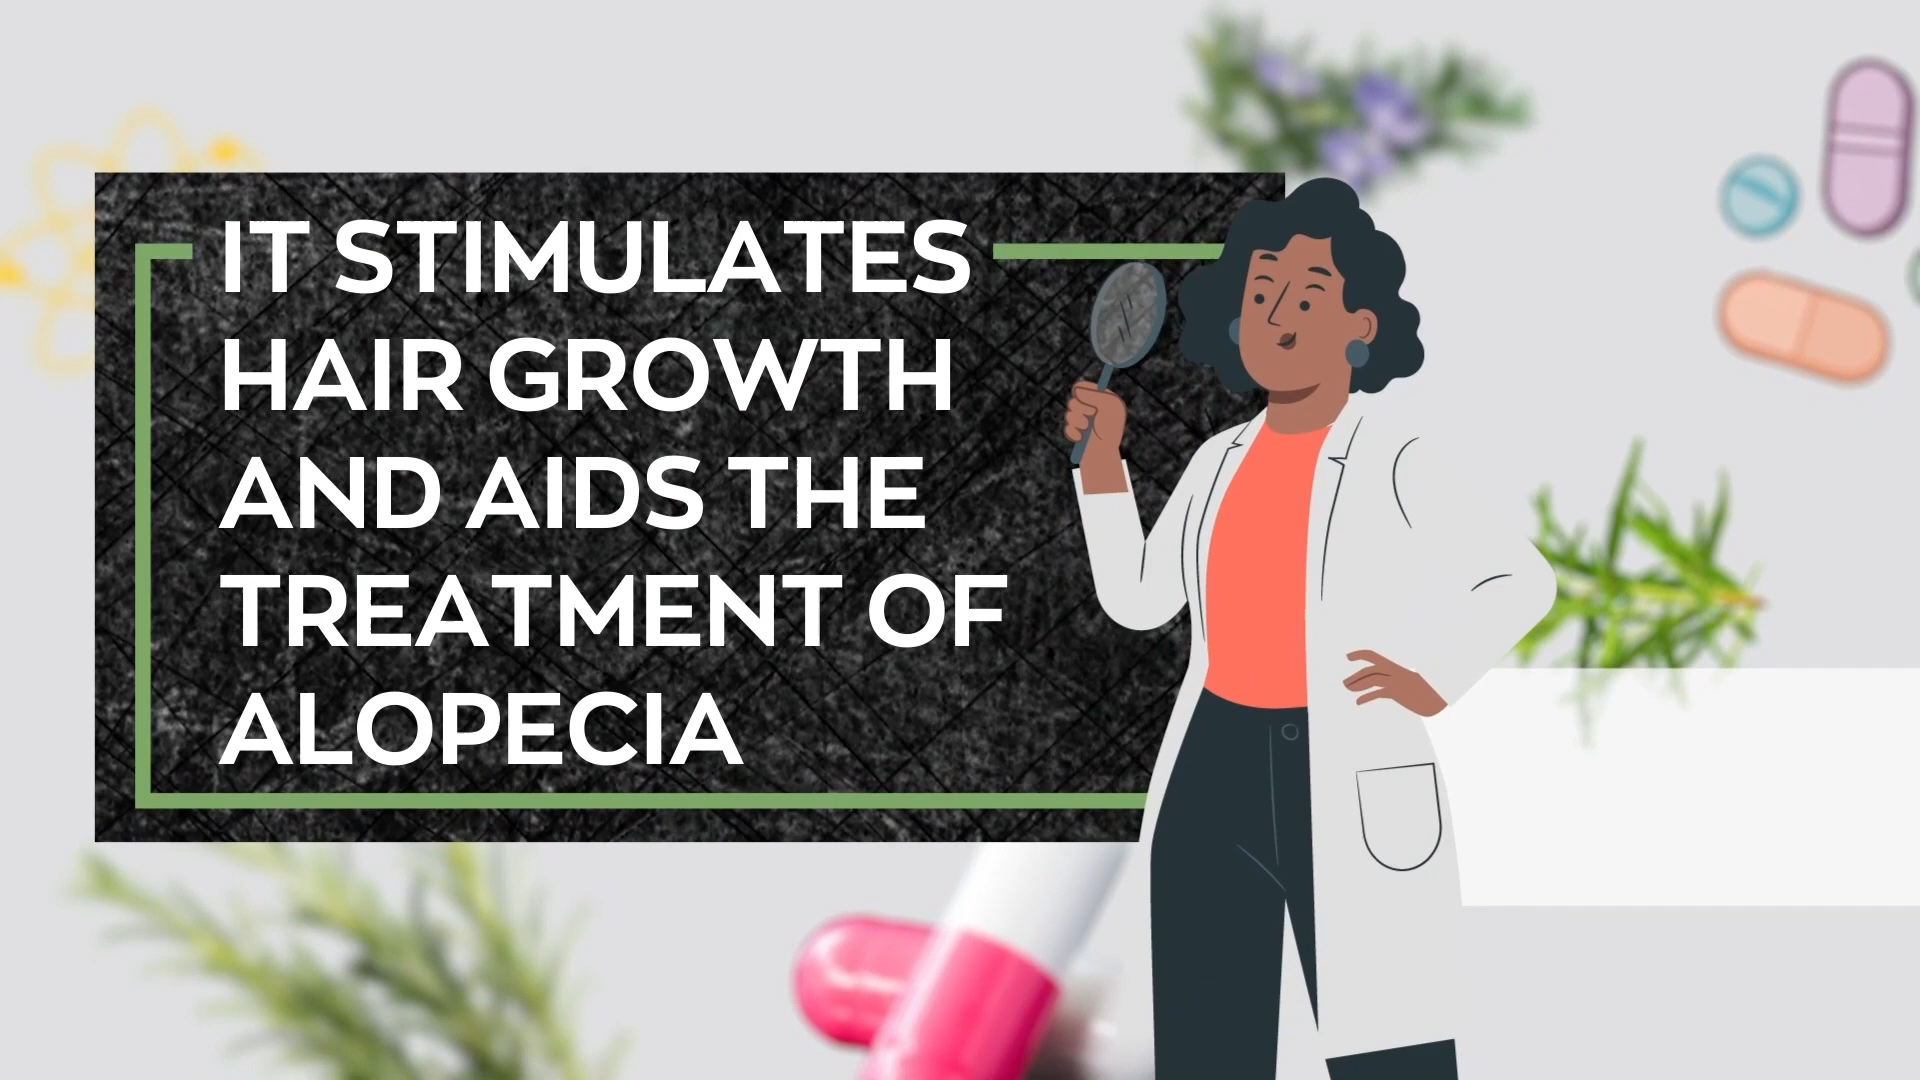 IT STIMULATES
HAIR GROWTH
AND AIDS THE
TREATMENT OF
ALOPECIA